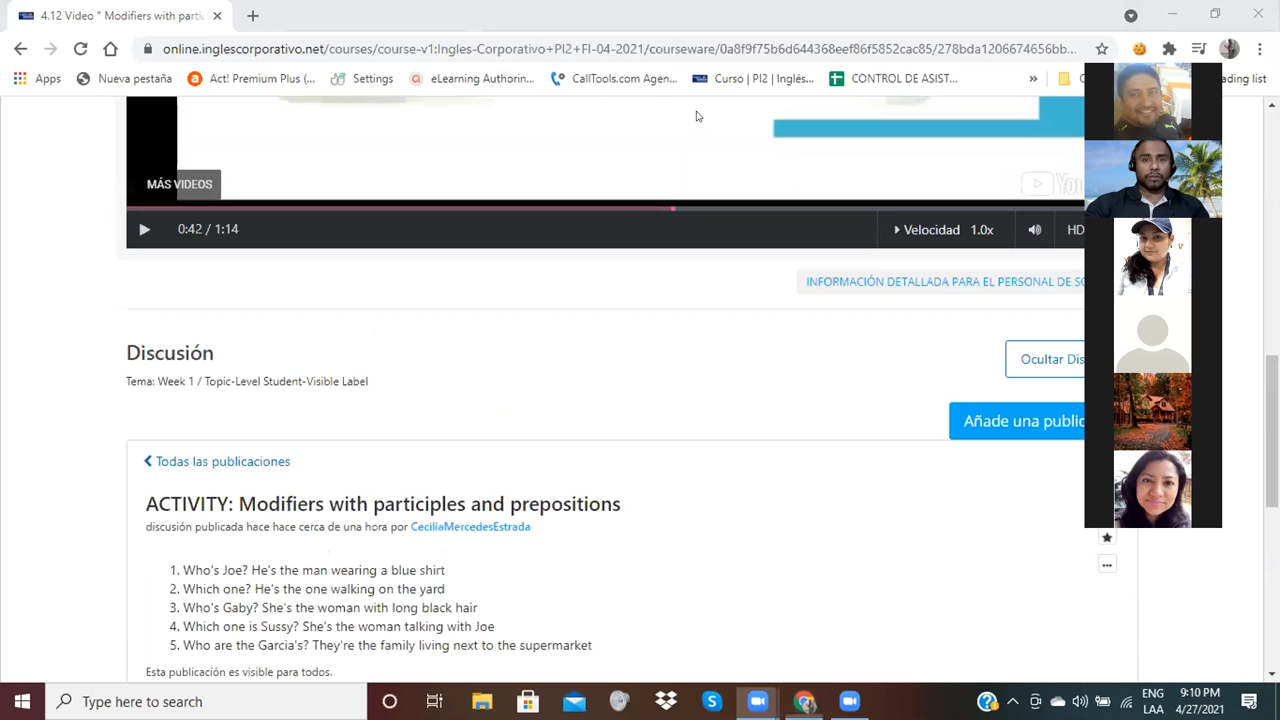 4.12 Video " Modifiers with parti
online.inglescorporativo.net/courses/course-v1:Ingles-Corporativo+PI2+FI-04-2021/courseware/0a8f9f75b6d644368eef86f5852cac85/278bda1206674656bb...
Apps Nueva pestaña Act! Premium Plus (... Settings eLearning Authorin... CallTools.com Agen... Curso | PI2 | Inglés... CONTROL DE ASIST... » ding list
MÁS VIDEOS
0:42 / 1:14 Velocidad 1.0x HD
INFORMACIÓN DETALLADA PARA EL PERSONAL DE SO
Discusión
Ocultar Dis
Tema: Week 1 / Topic-Level Student-Visible Label
Añade una public
Todas las publicaciones
ACTIVITY: Modifiers with participles and prepositions
discusión publicada hace hace cerca de una hora por CeciliaMercedesEstrada
1. Who's Joe? He's the man wearing a blue shirt
2. Which one? He's the one walking on the yard
3. Who's Gaby? She's the woman with long black hair
4. Which one is Sussy? She's the woman talking with Joe
5. Who are the Garcia's? They're the family living next to the supermarket
Esta publicación es visible para todos.
Type here to search
ENG 9:10 PM
LAA 4/27/2021